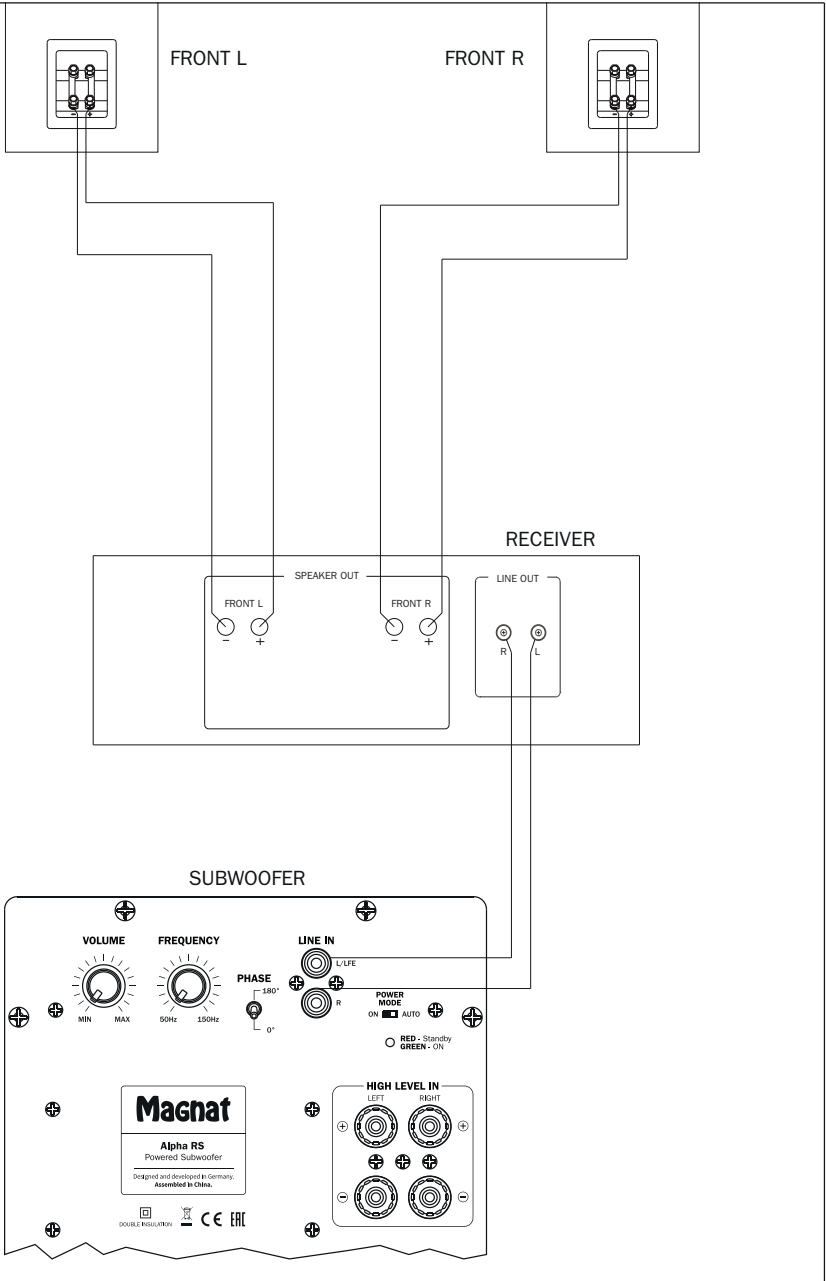 FRONT L
FRONT R
- +
- +
RECEIVER
SPEAKER OUT
LINE OUT
FRONT L
FRONT R
- +
- +
R L
SUBWOOFER
VOLUME
FREQUENCY
LINE IN
L/LFE
PHASE
180°
0°
R
POWER
MODE
ON AUTO
MIN MAX
50Hz 150Hz
RED - Standby
GREEN - ON
HIGH LEVEL IN
LEFT RIGHT
+ +
- -
Magnat
Alpha RS
Powered Subwoofer
Designed and developed in Germany.
Assembled in China.
DOUBLE INSULATION
CE EAC